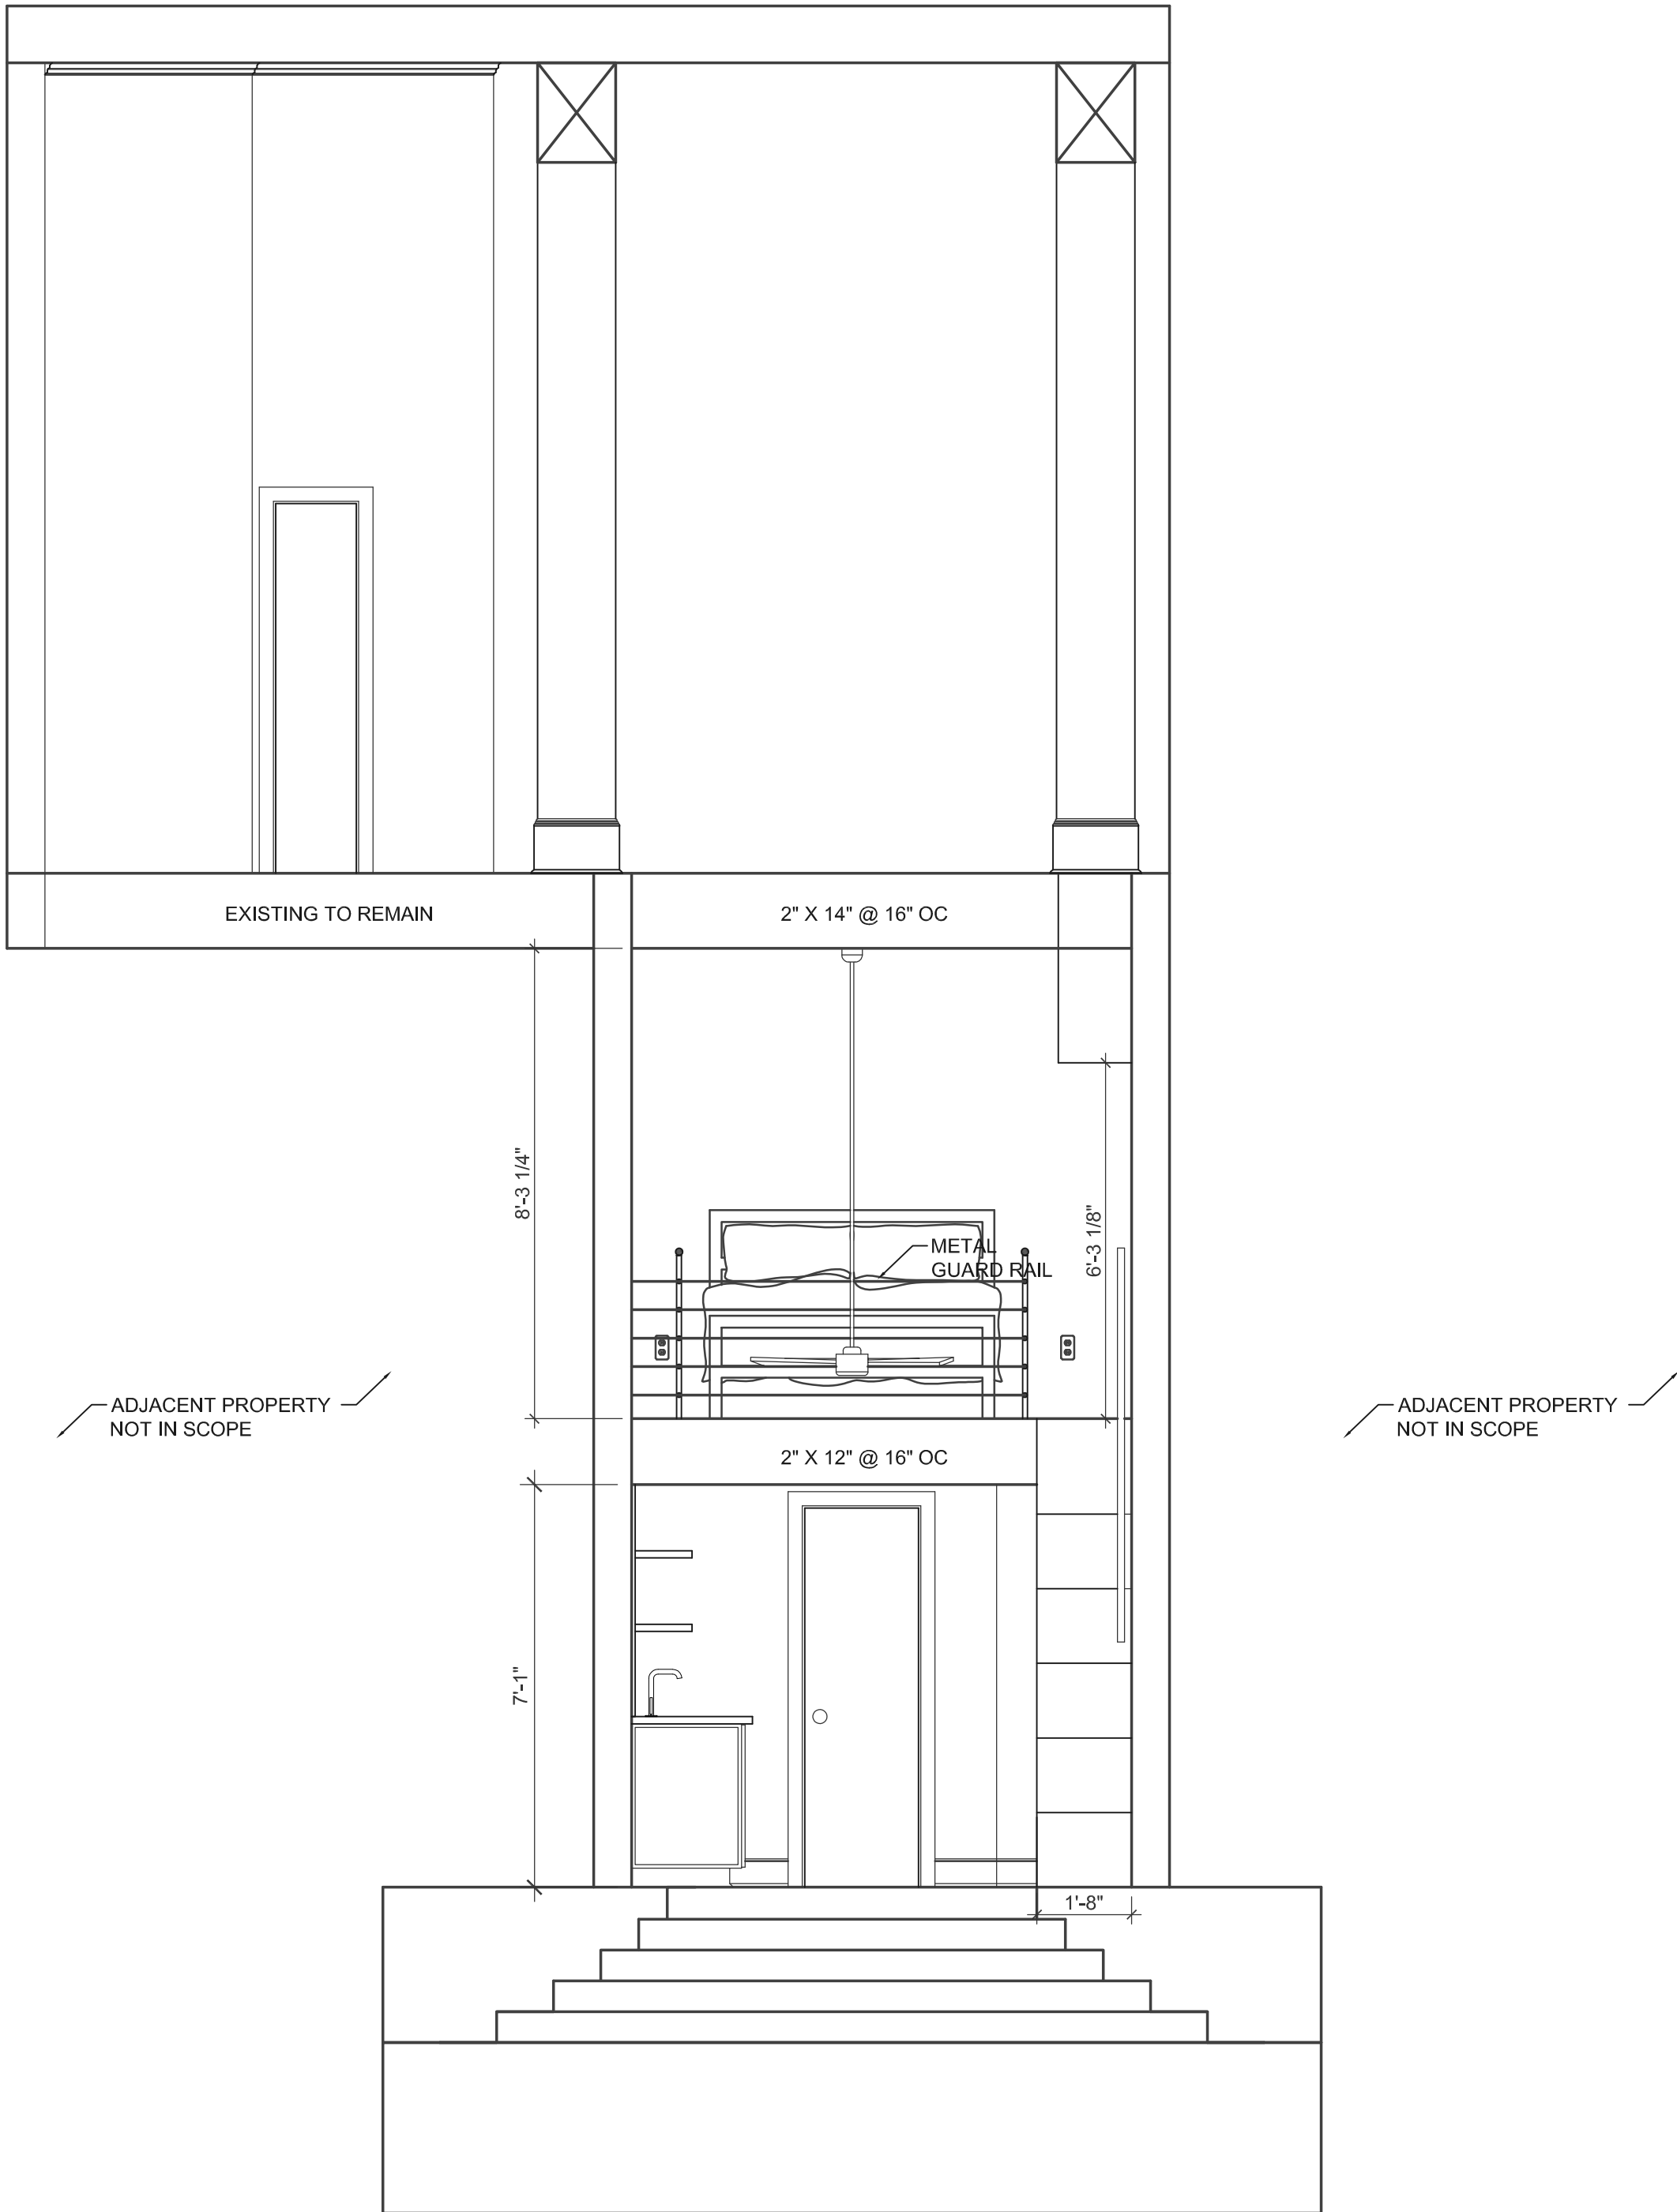 EXISTING TO REMAIN
2" X 14" @ 16" OC
8'-3 1/4"
6'-3 1/8"
METAL
GUARD RAIL
ADJACENT PROPERTY
NOT IN SCOPE
ADJACENT PROPERTY
NOT IN SCOPE
2" X 12" @ 16" OC
7'-1"
1'-8"